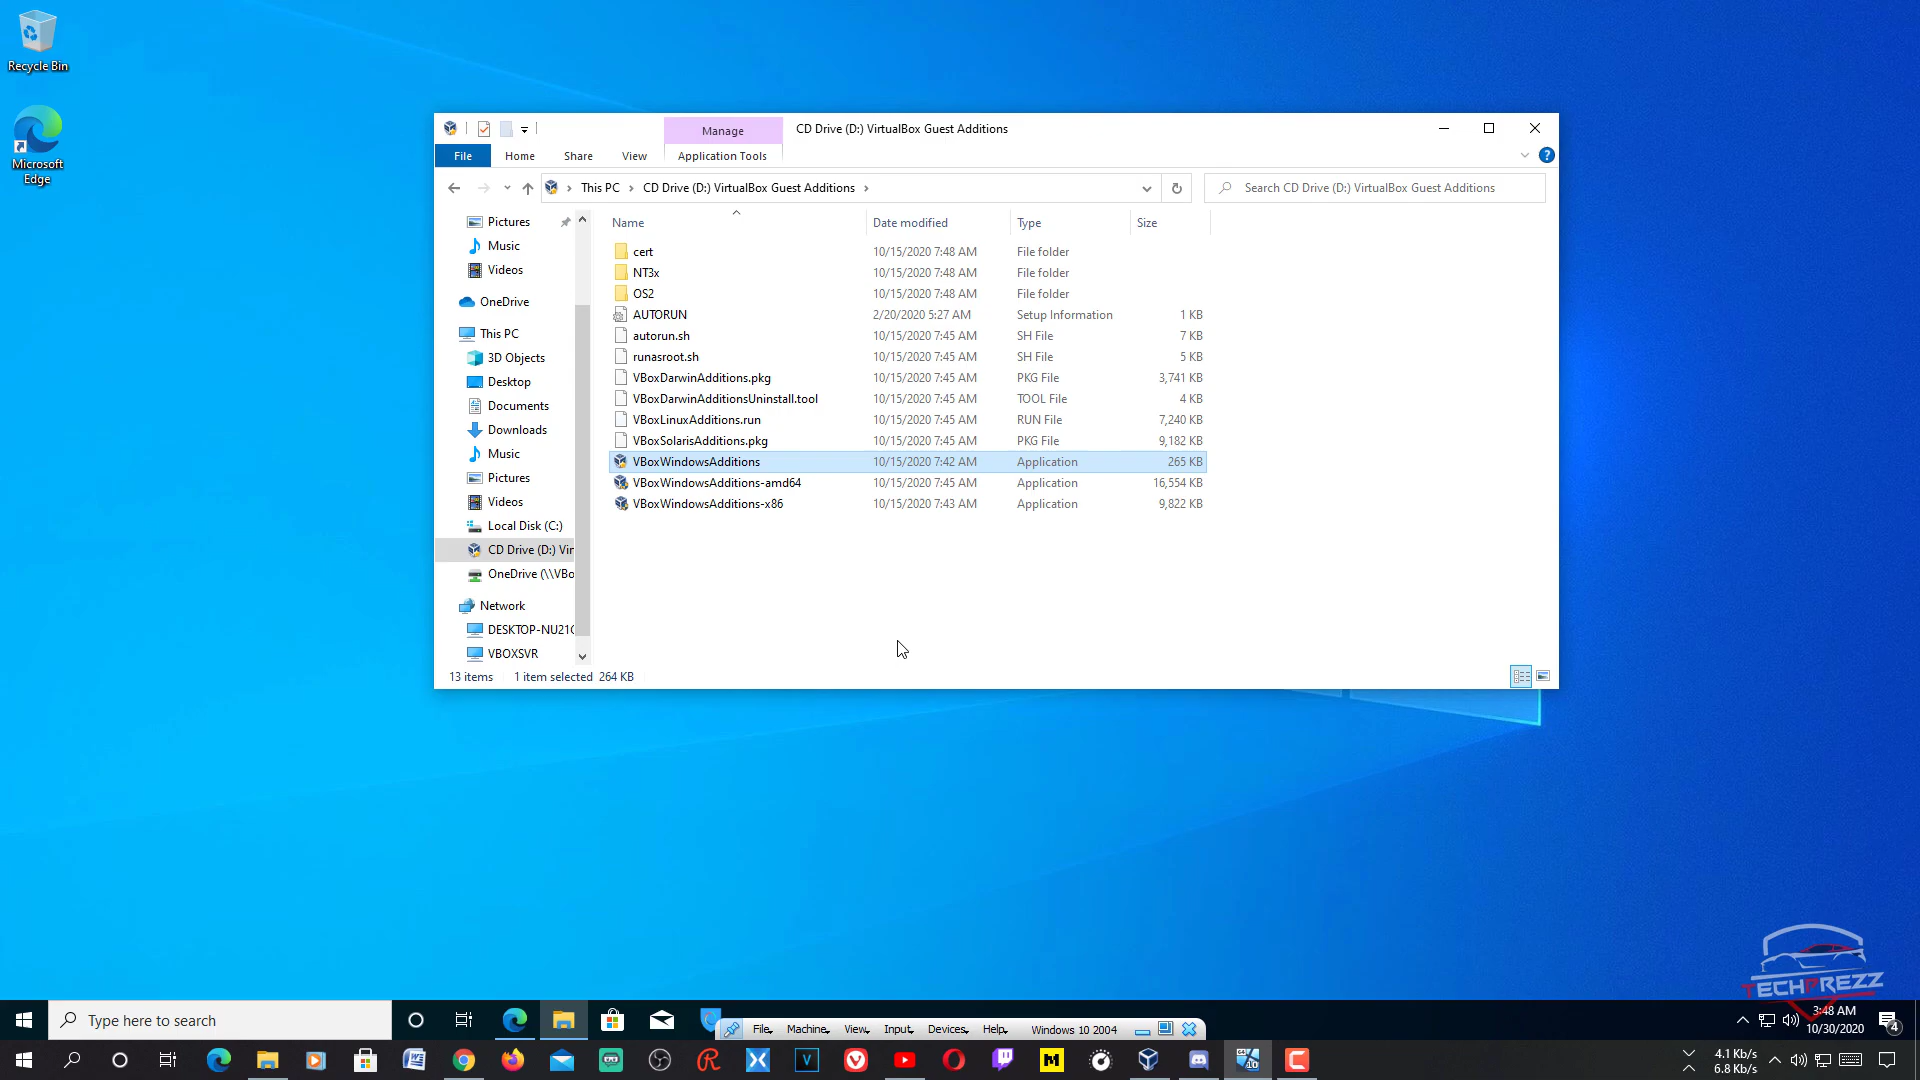 Recycle Bin
Microsoft
Edge
Manage
CD Drive (D:) VirtualBox Guest Additions
File
Home
Share
View
Application Tools
This PC
CD Drive (D:) VirtualBox Guest Additions
Search CD Drive (D:) VirtualBox Guest Additions
Pictures
Music
Videos
OneDrive
This PC
3D Objects
Desktop
Documents
Downloads
Music
Pictures
Videos
Local Disk (C:)
CD Drive (D:) Vir
OneDrive (\\VBo
Network
DESKTOP-NU21
VBOXSVR
Name Date modified Type Size
cert 10/15/2020 7:48 AM File folder
NT3x 10/15/2020 7:48 AM File folder
OS2 10/15/2020 7:48 AM File folder
AUTORUN 2/20/2020 5:27 AM Setup Information 1 KB
autorun.sh 10/15/2020 7:45 AM SH File 7 KB
runasroot.sh 10/15/2020 7:45 AM SH File 5 KB
VBoxDarwinAdditions.pkg 10/15/2020 7:45 AM PKG File 3,741 KB
VBoxDarwinAdditionsUninstall.tool 10/15/2020 7:45 AM TOOL File 4 KB
VBoxLinuxAdditions.run 10/15/2020 7:45 AM RUN File 7,240 KB
VBoxSolarisAdditions.pkg 10/15/2020 7:45 AM PKG File 9,182 KB
VBoxWindowsAdditions 10/15/2020 7:42 AM Application 265 KB
VBoxWindowsAdditions-amd64 10/15/2020 7:45 AM Application 16,554 KB
VBoxWindowsAdditions-x86 10/15/2020 7:43 AM Application 9,822 KB
13 items 1 item selected 264 KB
TECHPREZZ
Type here to search
File Machine View Input Devices Help Windows 10 2004
3:48 AM
10/30/2020
4
4.1 Kb/s
6.8 Kb/s